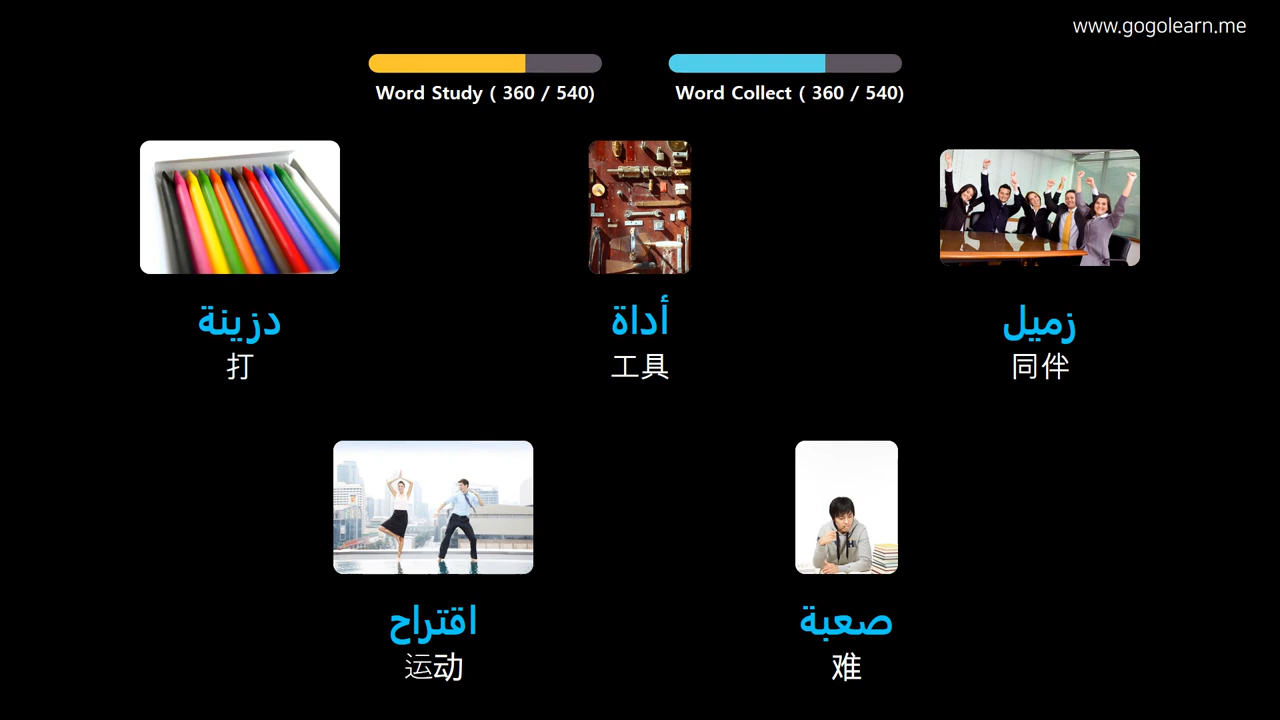 www.gogolearn.me
Word Study ( 360 / 540)
Word Collect ( 360 / 540)
دزينة
打
أداة
工具
زميل
同伴
اقتراح
运动
صعبة
难